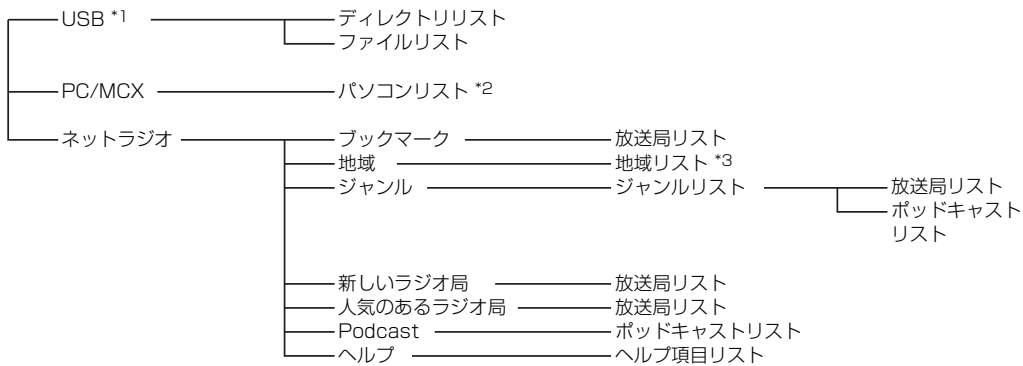 USB *1 ディレクトリリスト
ファイルリスト
PC/MCX パソコンリスト *2
ネットラジオ ブックマーク 放送局リスト
地域 地域リスト *3
ジャンル ジャンルリスト 放送局リスト
ポッドキャスト
リスト
新しいラジオ局 放送局リスト
人気のあるラジオ局 放送局リスト
Podcast ポッドキャストリスト
ヘルプ ヘルプ項目リスト